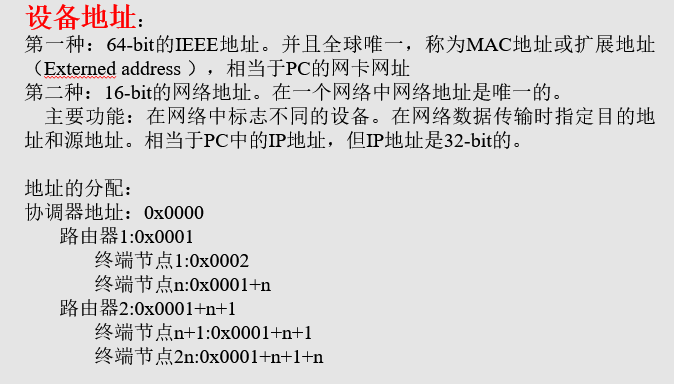 设备地址：
第一种：64-bit的IEEE地址。并且全球唯一，称为MAC地址或扩展地址
（Externed address ），相当于PC的网卡网址
第二种：16-bit的网络地址。在一个网络中网络地址是唯一的。
主要功能：在网络中标志不同的设备。在网络数据传输时指定目的地
址和源地址。相当于PC中的IP地址，但IP地址是32-bit的。
地址的分配：
协调器地址：0x0000
路由器1:0x0001
终端节点1:0x0002
终端节点n:0x0001+n
路由器2:0x0001+n+1
终端节点n+1:0x0001+n+1
终端节点2n:0x0001+n+1+n